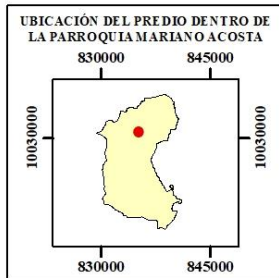 UBICACIÓN DEL PREDIO DENTRO DE
LA PARROQUIA MARIANO ACOSTA
830000 845000
10030000 10030000
830000 845000